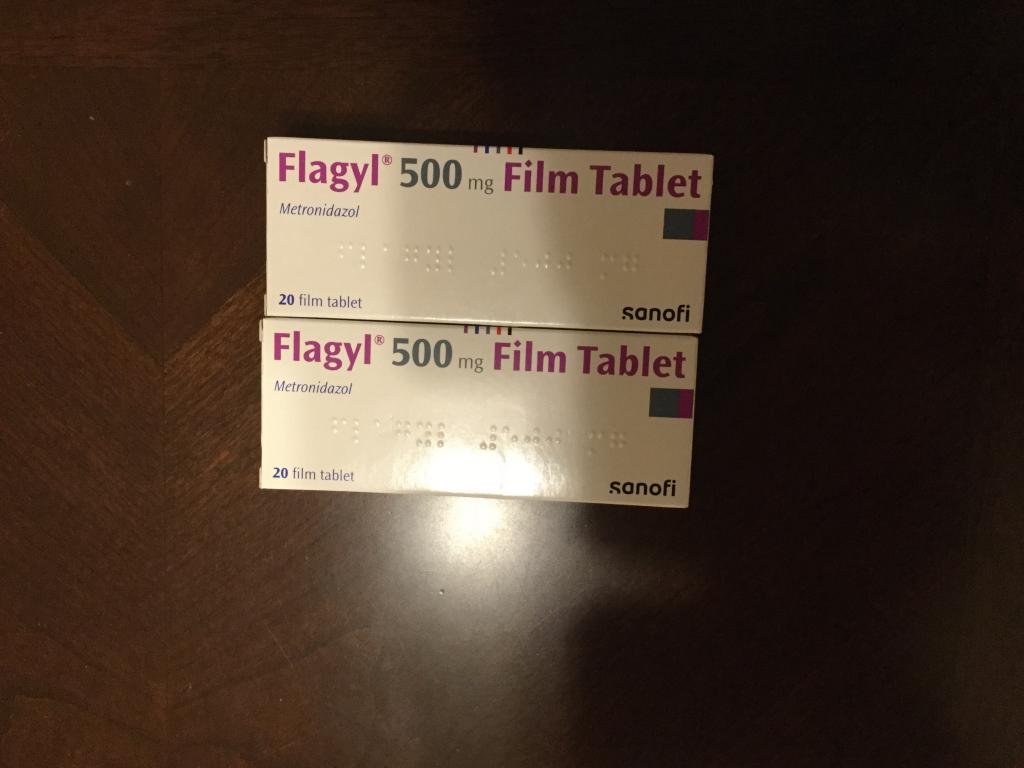 Flagyl® 500 mg Film Tablet
Metronidazol
20 film tablet
sanofi
Flagyl® 500 mg Film Tablet
Metronidazol
20 film tablet
sanofi